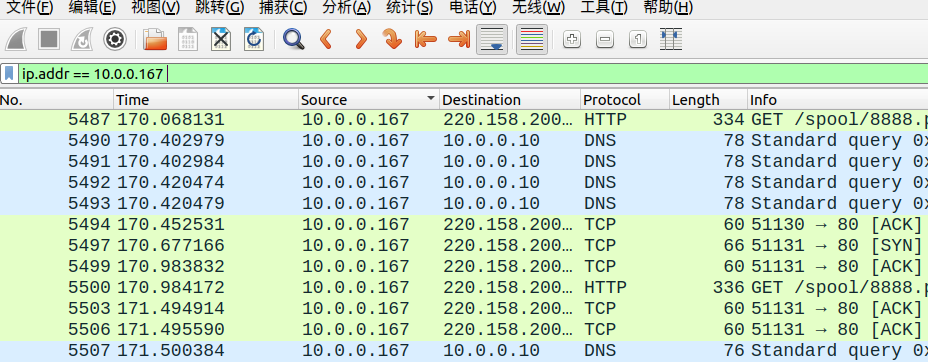 文件(F) 编辑(E) 视图(V) 跳转(G) 捕获(C) 分析(A) 统计(S) 电话(Y) 无线(W) 工具(T) 帮助(H)
ip.addr == 10.0.0.167
No. Time Source Destination Protocol Length Info
5487 170.068131 10.0.0.167 220.158.200… HTTP 334 GET /spool/8888.p
5490 170.402979 10.0.0.167 10.0.0.10 DNS 78 Standard query 0x
5491 170.402984 10.0.0.167 10.0.0.10 DNS 78 Standard query 0x
5492 170.420474 10.0.0.167 10.0.0.10 DNS 78 Standard query 0x
5493 170.420479 10.0.0.167 10.0.0.10 DNS 78 Standard query 0x
5494 170.452531 10.0.0.167 220.158.200… TCP 60 51130 → 80 [ACK]
5497 170.677166 10.0.0.167 220.158.200… TCP 66 51131 → 80 [SYN]
5499 170.983832 10.0.0.167 220.158.200… TCP 60 51131 → 80 [ACK]
5500 170.984172 10.0.0.167 220.158.200… HTTP 336 GET /spool/8888.p
5503 171.494914 10.0.0.167 220.158.200… TCP 60 51131 → 80 [ACK]
5506 171.495590 10.0.0.167 220.158.200… TCP 60 51131 → 80 [ACK]
5507 171.500384 10.0.0.167 10.0.0.10 DNS 76 Standard query 0x